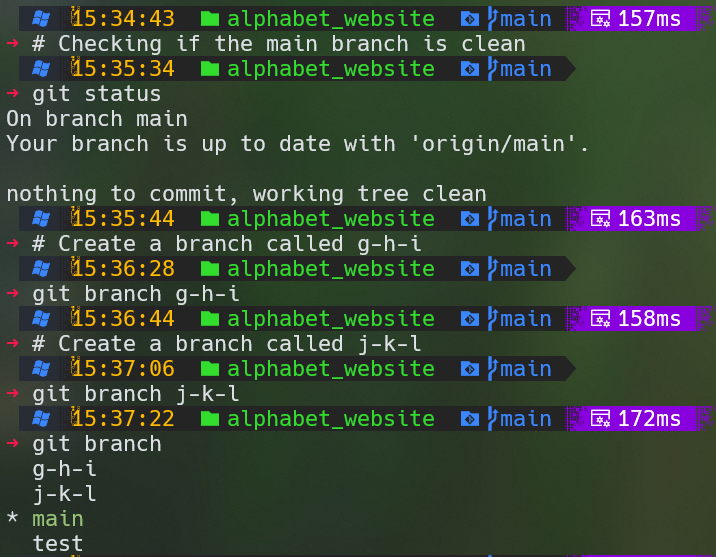 15:34:43 alphabet_website main 157ms
→ # Checking if the main branch is clean
15:35:34 alphabet_website main
→ git status
On branch main
Your branch is up to date with 'origin/main'.
nothing to commit, working tree clean
15:35:44 alphabet_website main 163ms
→ # Create a branch called g-h-i
15:36:28 alphabet_website main
→ git branch g-h-i
15:36:44 alphabet_website main 158ms
→ # Create a branch called j-k-l
15:37:06 alphabet_website main
→ git branch j-k-l
15:37:22 alphabet_website main 172ms
→ git branch
g-h-i
j-k-l
* main
test